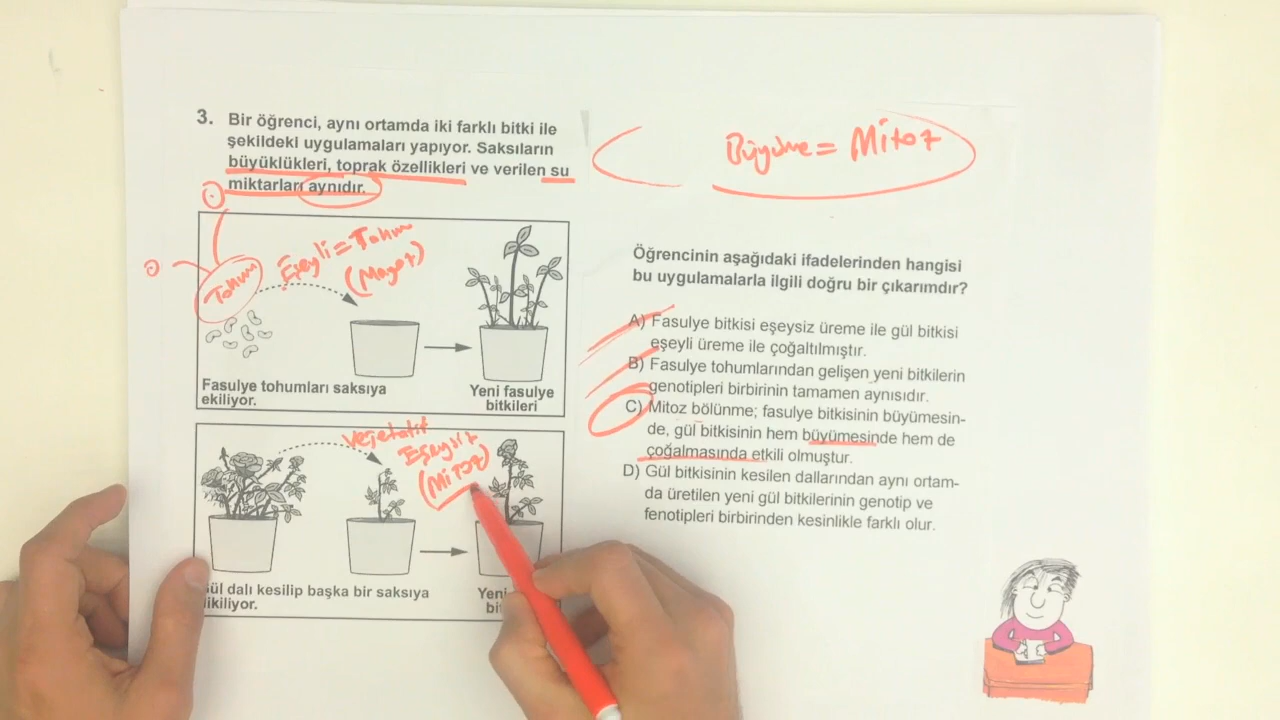 3. Bir öğrenci, aynı ortamda iki farklı bitki ile
şekildeki uygulamaları yapıyor. Saksıların
büyüklükleri, toprak özellikleri ve verilen su
miktarları aynıdır.
Tohum
Eşeyli = Tohum
(Mayoz)
Fasulye tohumları saksıya
ekiliyor.
Yeni fasulye
bitkileri
Vejetatif
Eşeysiz
(Mitoz)
Gül dalı kesilip başka bir saksıya
dikiliyor.
Yeni
bit
Büyüme = Mitoz
Öğrencinin aşağıdaki ifadelerinden hangisi
bu uygulamalarla ilgili doğru bir çıkarımdır?
A) Fasulye bitkisi eşeysiz üreme ile gül bitkisi
eşeyli üreme ile çoğaltılmıştır.
B) Fasulye tohumlarından gelişen yeni bitkilerin
genotipleri birbirinin tamamen aynısıdır.
C) Mitoz bölünme; fasulye bitkisinin büyümesin-
de, gül bitkisinin hem büyümesinde hem de
çoğalmasında etkili olmuştur.
D) Gül bitkisinin kesilen dallarından aynı ortam-
da üretilen yeni gül bitkilerinin genotip ve
fenotipleri birbirinden kesinlikle farklı olur.